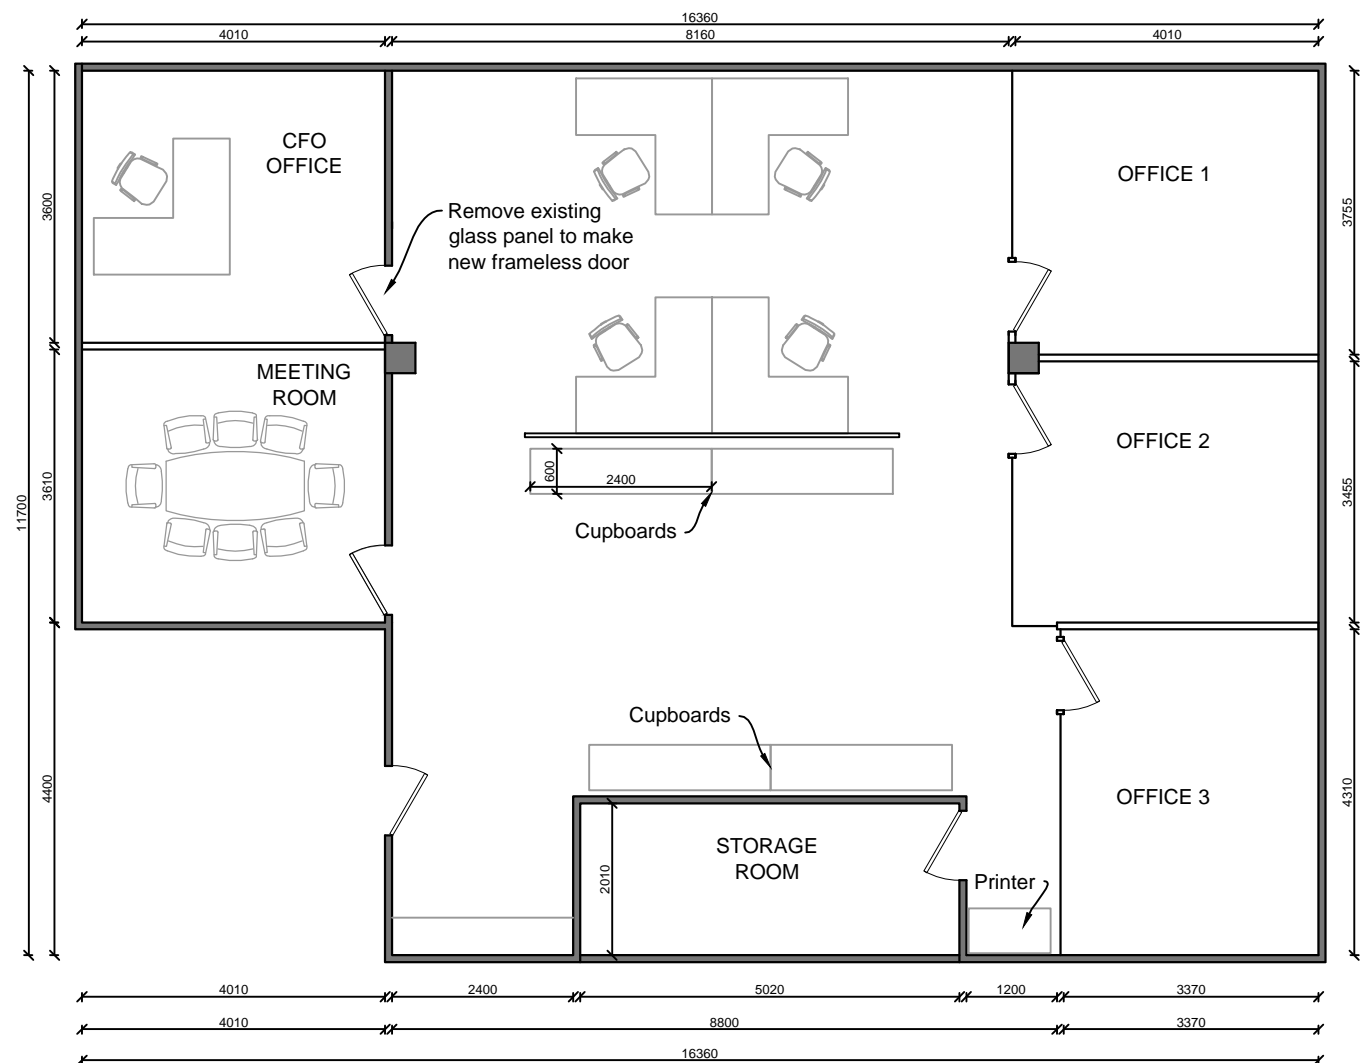 16360
4010
8160
4010
CFO
OFFICE
OFFICE 1
3600
3755
Remove existing
glass panel to make
new frameless door
MEETING
ROOM
OFFICE 2
600
2400
3610
3455
11700
Cupboards
Cupboards
4400
4310
OFFICE 3
STORAGE
ROOM
2010
Printer
4010
2400
5020
1200
3370
4010
8800
3370
16360